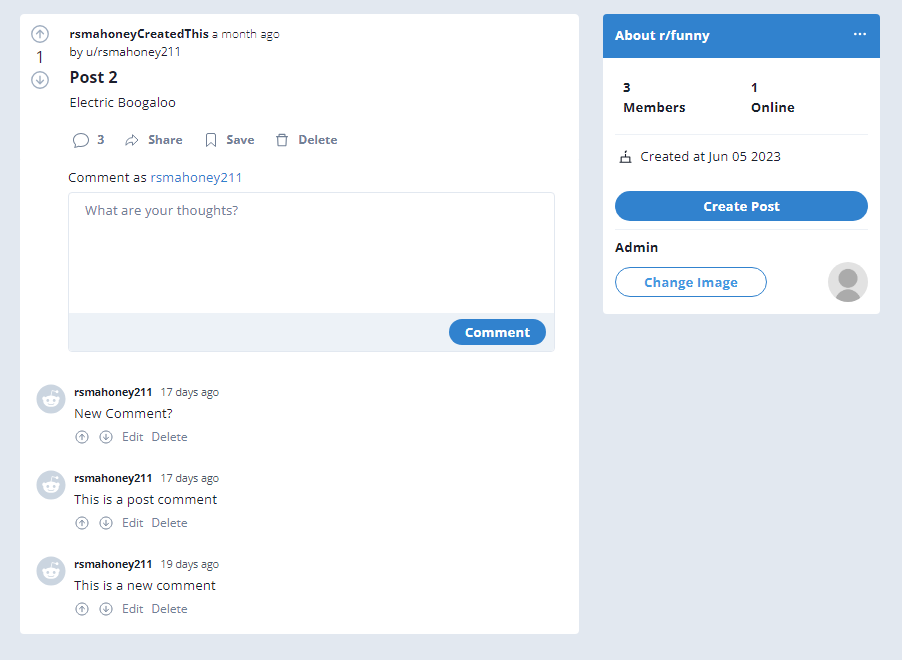 rsmahoneyCreatedThis a month ago
1
by u/rsmahoney211
Post 2
Electric Boogaloo
3 Share Save Delete
Comment as rsmahoney211
What are your thoughts?
Comment
rsmahoney211 17 days ago
New Comment?
Edit Delete
rsmahoney211 17 days ago
This is a post comment
Edit Delete
rsmahoney211 19 days ago
This is a new comment
Edit Delete
About r/funny ...
3 1
Members Online
Created at Jun 05 2023
Create Post
Admin
Change Image